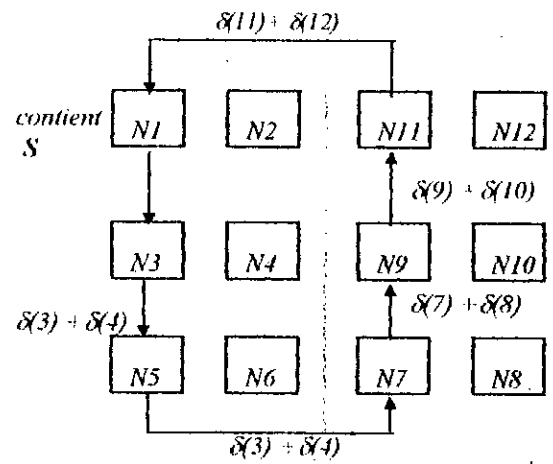 δ(11) + δ(12)
contient
S
N1 N2 N11 N12
δ(9) + δ(10)
N3 N4 N9 N10
δ(3) + δ(4)
δ(7) + δ(8)
N5 N6 N7 N8
δ(3) + δ(4)